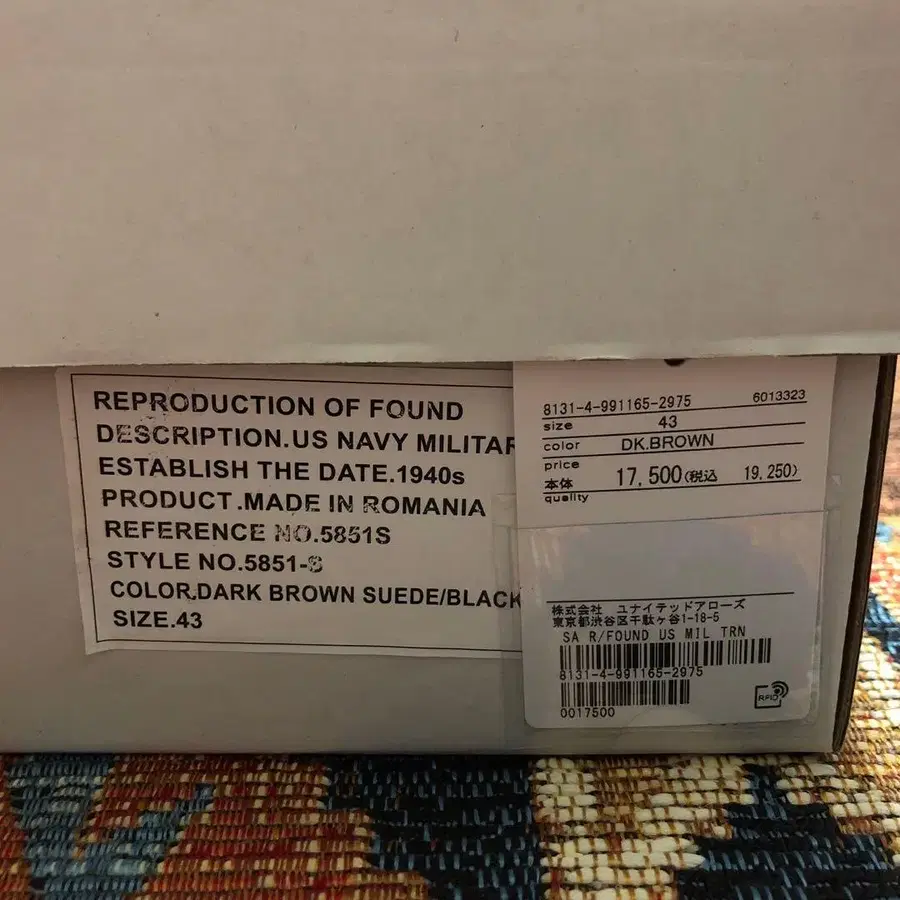 REPRODUCTION OF FOUND
DESCRIPTION.US NAVY MILITAR
ESTABLISH THE DATE.1940s
PRODUCT.MADE IN ROMANIA
REFERENCE NO.5851S
STYLE NO.5851-S
COLOR.DARK BROWN SUEDE/BLACK
SIZE.43
8131-4-991165-2975 6013323
size 43
color DK.BROWN
price
本体 17,500(税込 19,250)
quality
株式会社 ユナイテッドアローズ
東京都渋谷区千駄ヶ谷1-18-5
SA R/FOUND US MIL TRN
8131-4-991165-2975
0017500
RFID